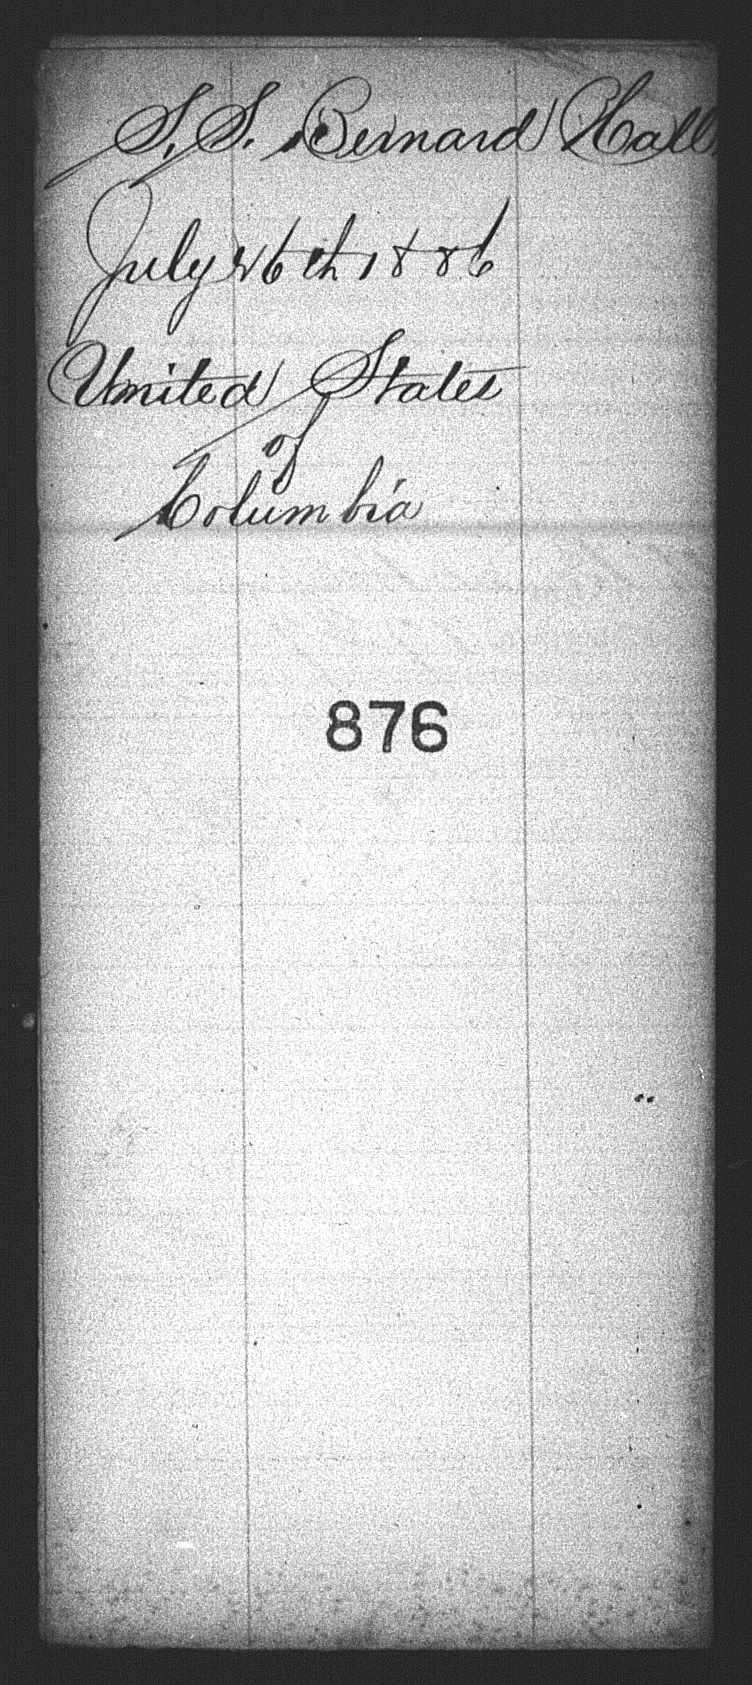 S. S. Bernard Hall.
July 26th 1886
United States
of
Columbia
876